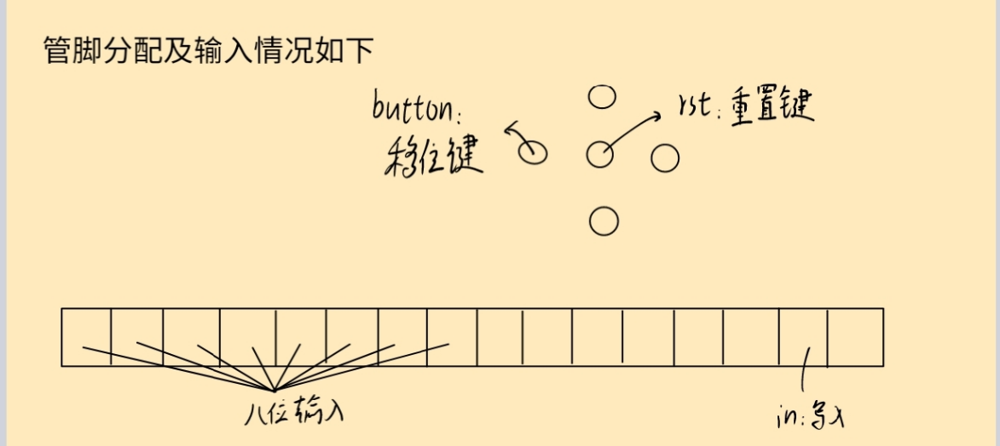 管脚分配及输入情况如下
button:
移位键
rst:重置键
八位输入
in:写入